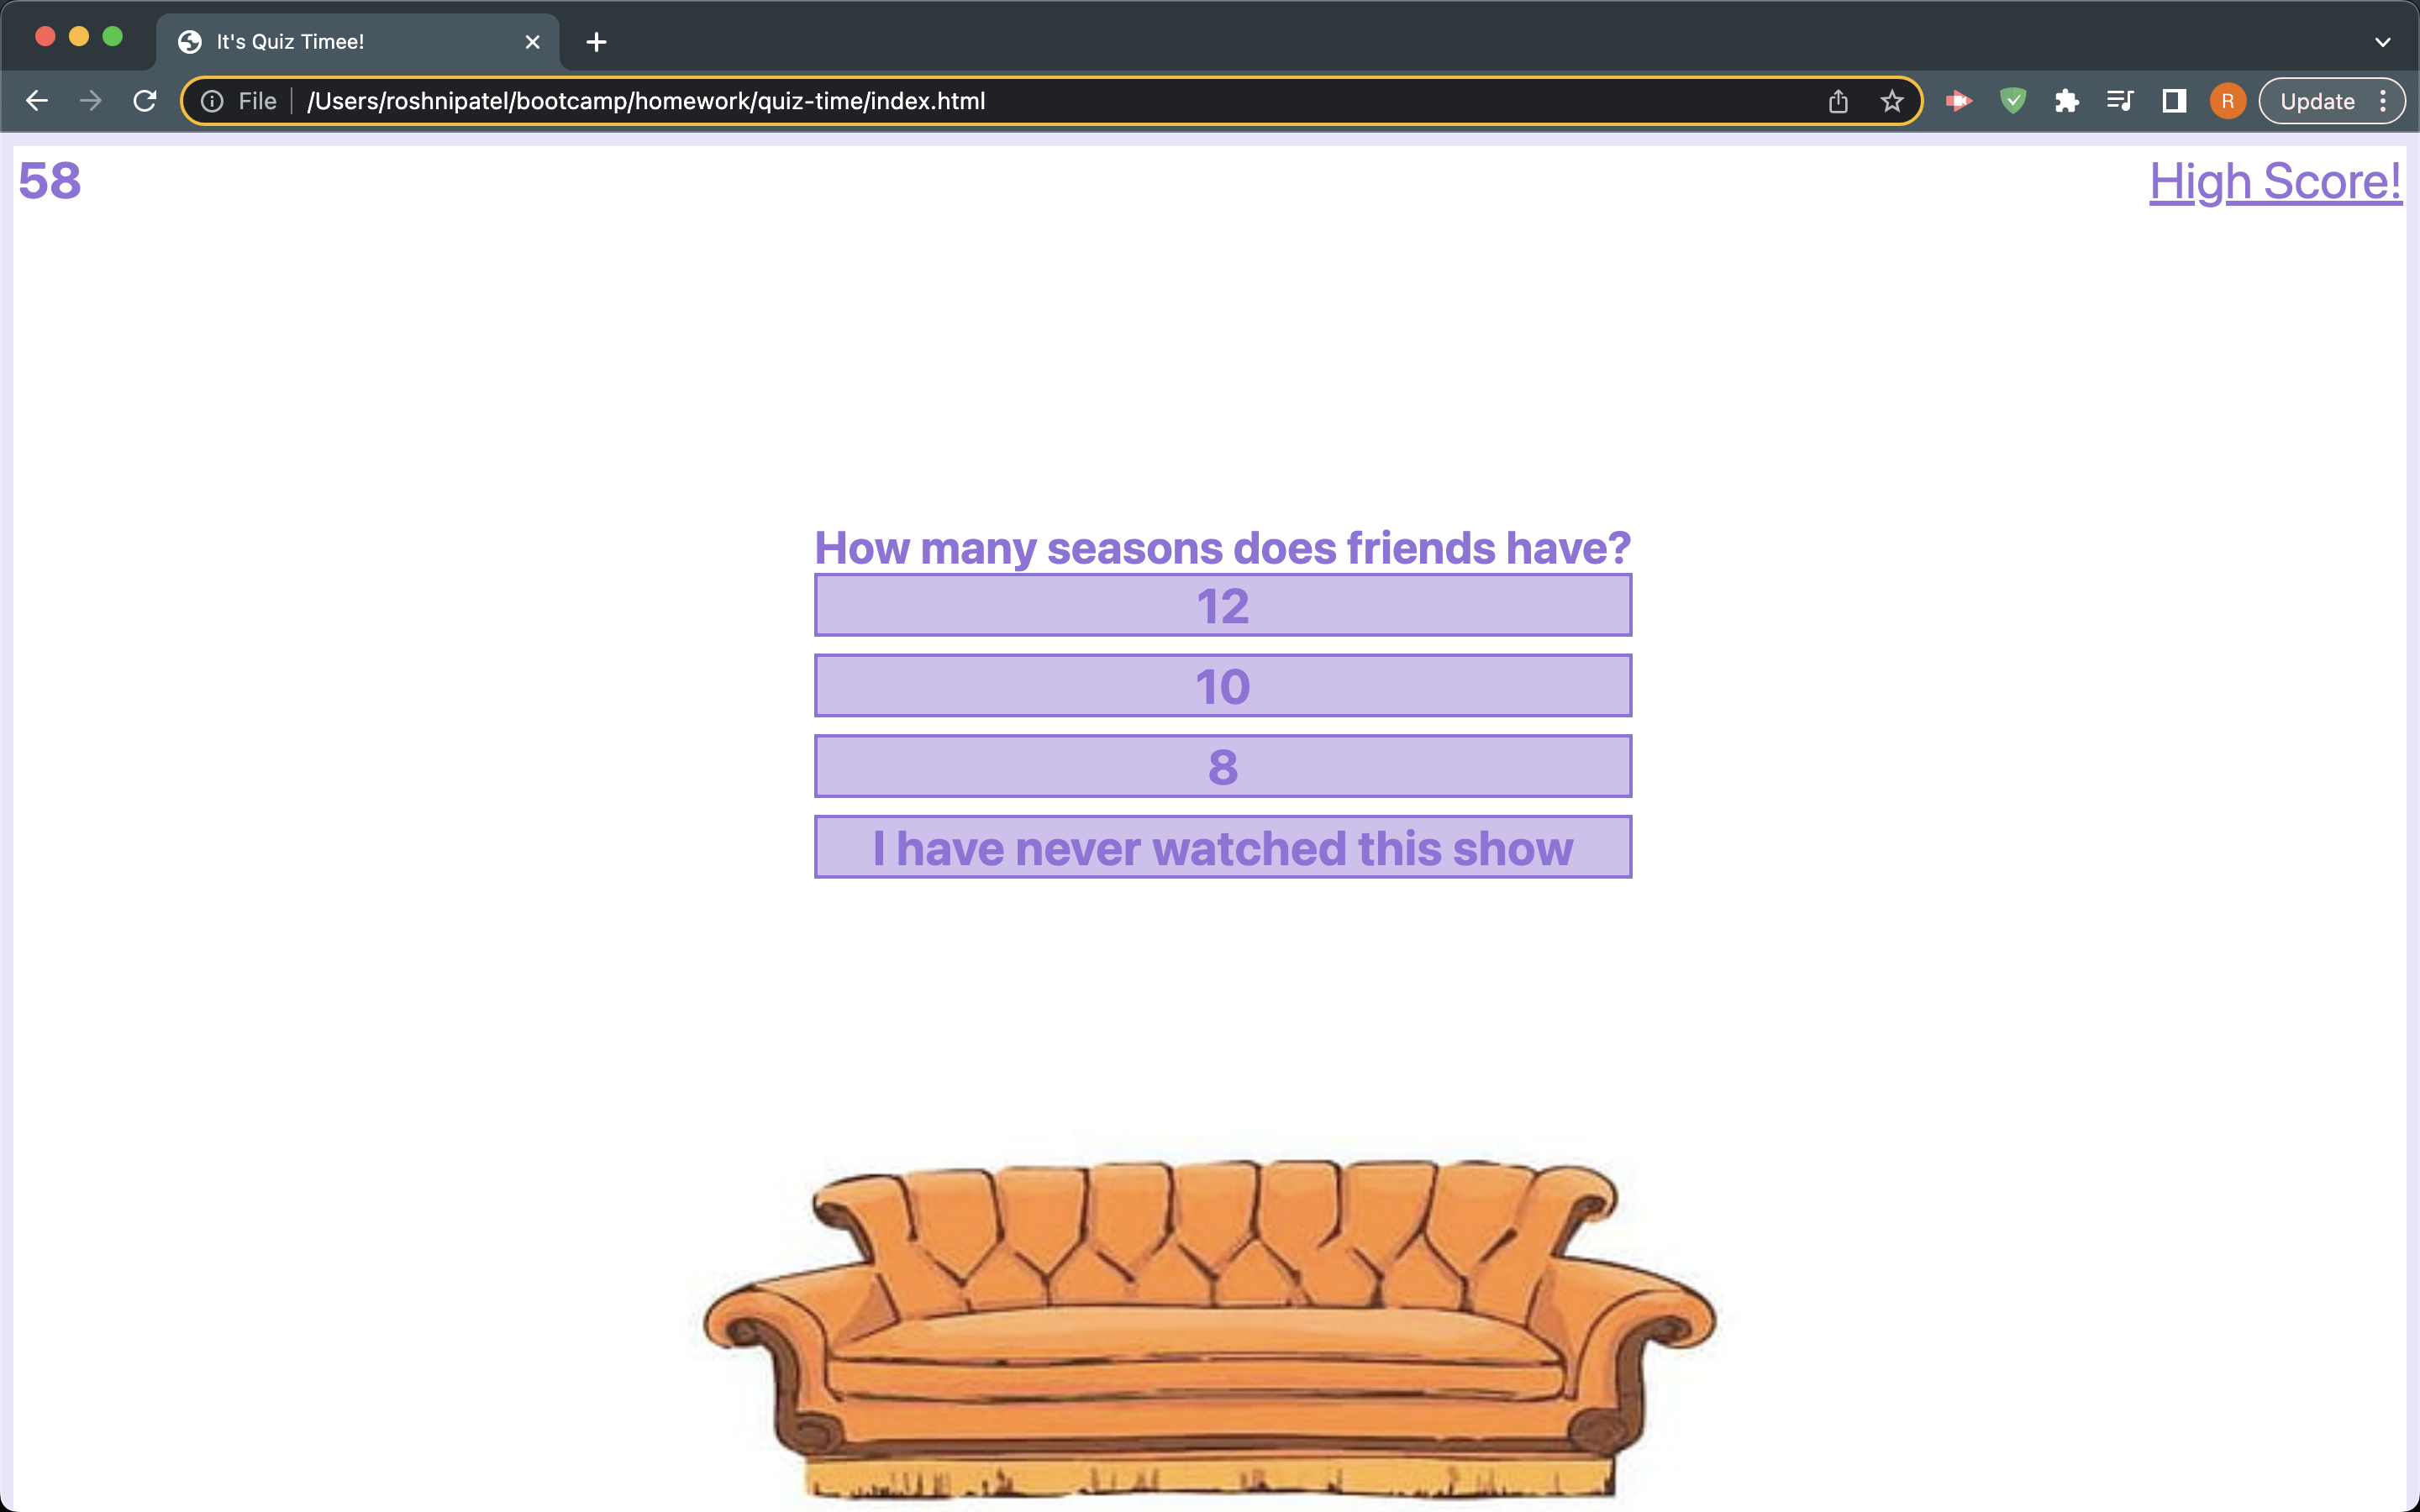 It's Quiz Timee!
File /Users/roshnipatel/bootcamp/homework/quiz-time/index.html R Update
58 High Score!
How many seasons does friends have?
12
10
8
I have never watched this show